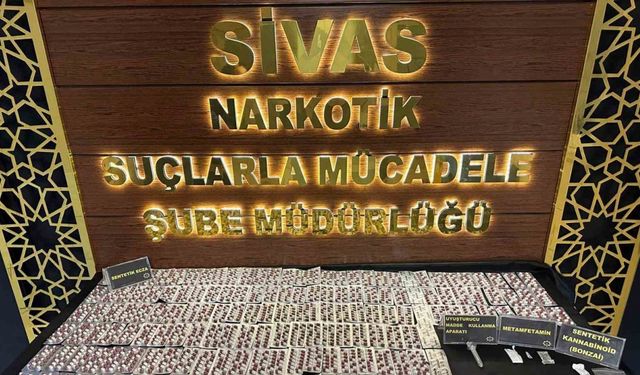 SİVAS
NARKOTİK
SUÇLARLA MÜCADELE
ŞUBE MÜDÜRLÜĞÜ
SENTETİK ECZA
UYUŞTURUCU
MADDE KULLANMA
APARATI
METAMFETAMİN
SENTETİK
KANNABİNOİD
(BONZAİ)